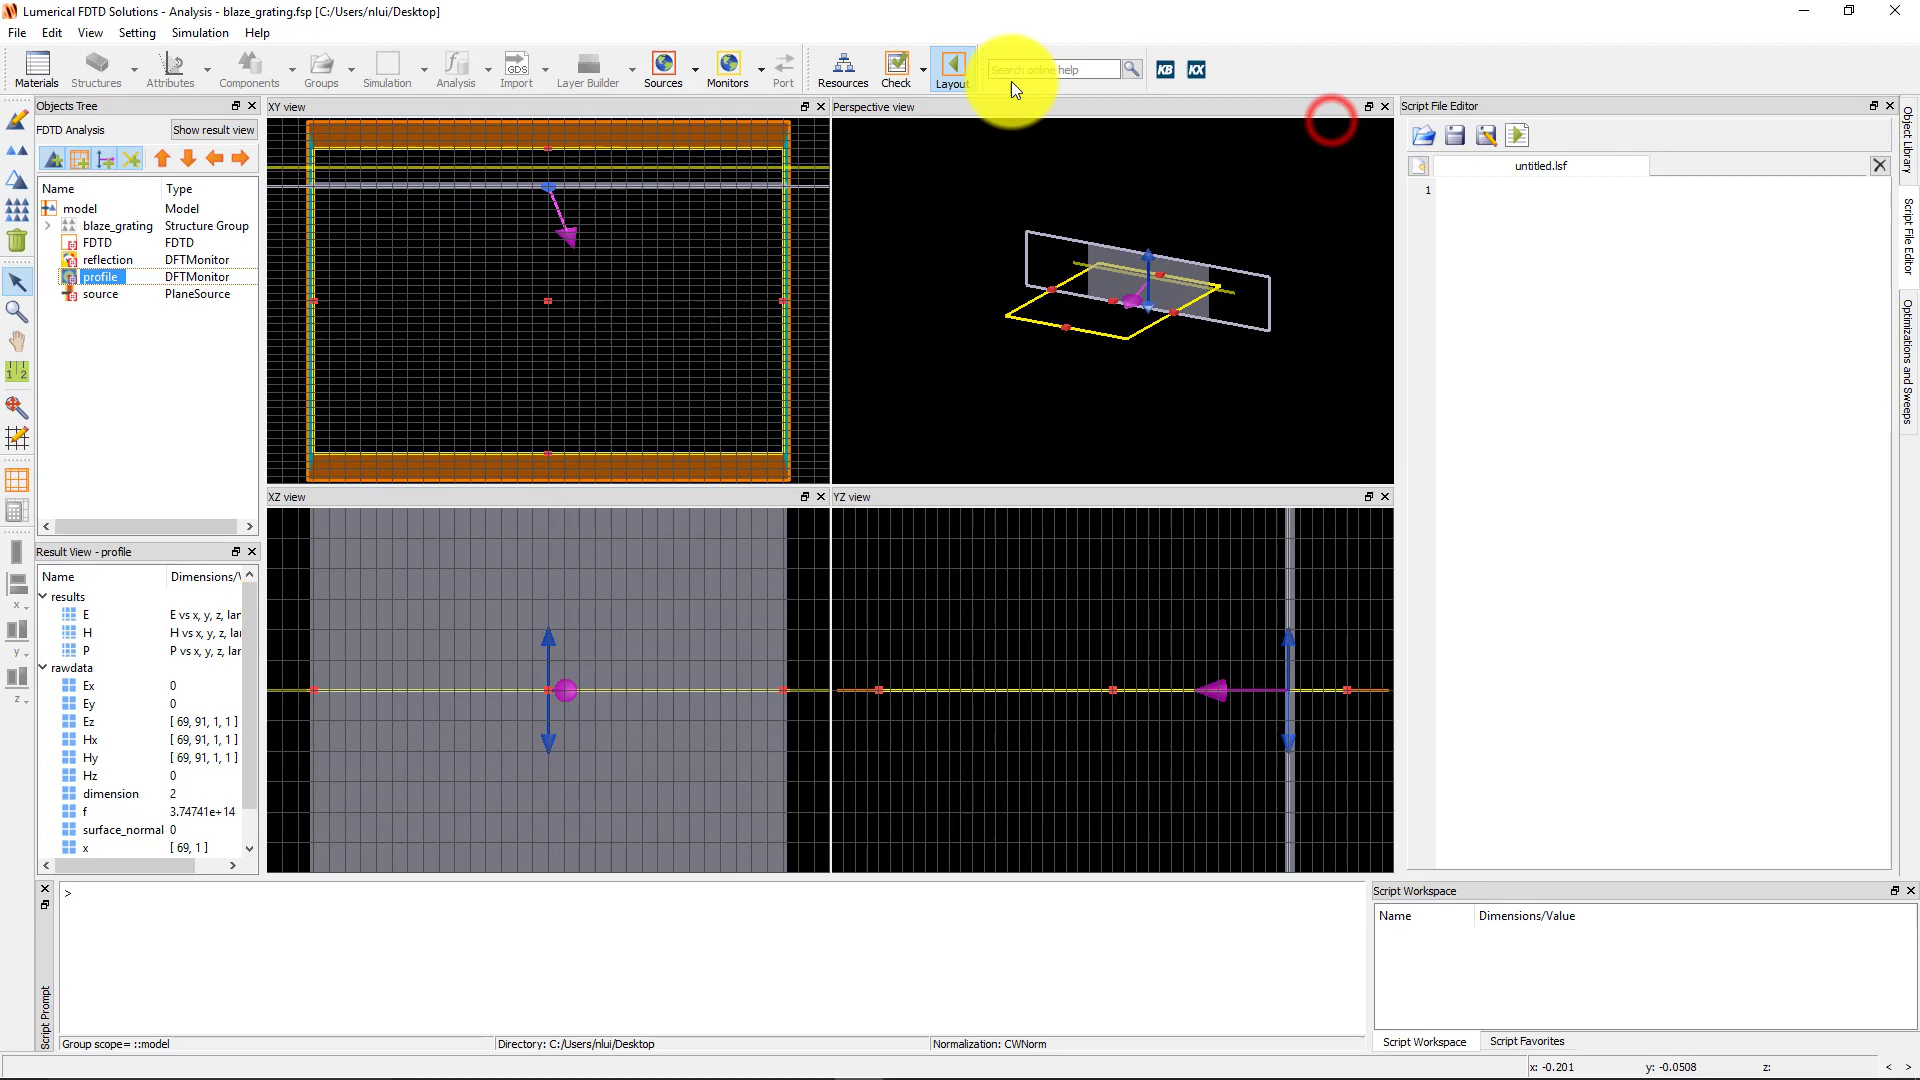 Lumerical FDTD Solutions - Analysis - blaze_grating.fsp [C:/Users/nlui/Desktop]
File Edit View Setting Simulation Help
Materials Structures Attributes Components Groups Simulation Analysis Import Layer Builder Sources Monitors Port Resources Check Layout Search online help KB KX
GDS
Objects Tree
FDTD Analysis Show result view
Name Type
model Model
blaze_grating Structure Group
FDTD FDTD
reflection DFTMonitor
profile DFTMonitor
source PlaneSource
Result View - profile
Name Dimensions/\
results
E E vs x, y, z, lar
H H vs x, y, z, lar
P P vs x, y, z, lar
rawdata
Ex 0
Ey 0
Ez [ 69, 91, 1, 1 ]
Hx [ 69, 91, 1, 1 ]
Hy [ 69, 91, 1, 1 ]
Hz 0
dimension 2
f 3.74741e+14
surface_normal 0
x [ 69, 1 ]
XY view
Perspective view
XZ view
YZ view
Script File Editor
untitled.lsf
1
Object Library
Script File Editor
Optimizations and Sweeps
x
y
z
>
Script Prompt
Group scope= ::model Directory: C:/Users/nlui/Desktop Normalization: CWNorm
Script Workspace
Name Dimensions/Value
Script Workspace Script Favorites
x: -0.201 y: -0.0508 z: < >